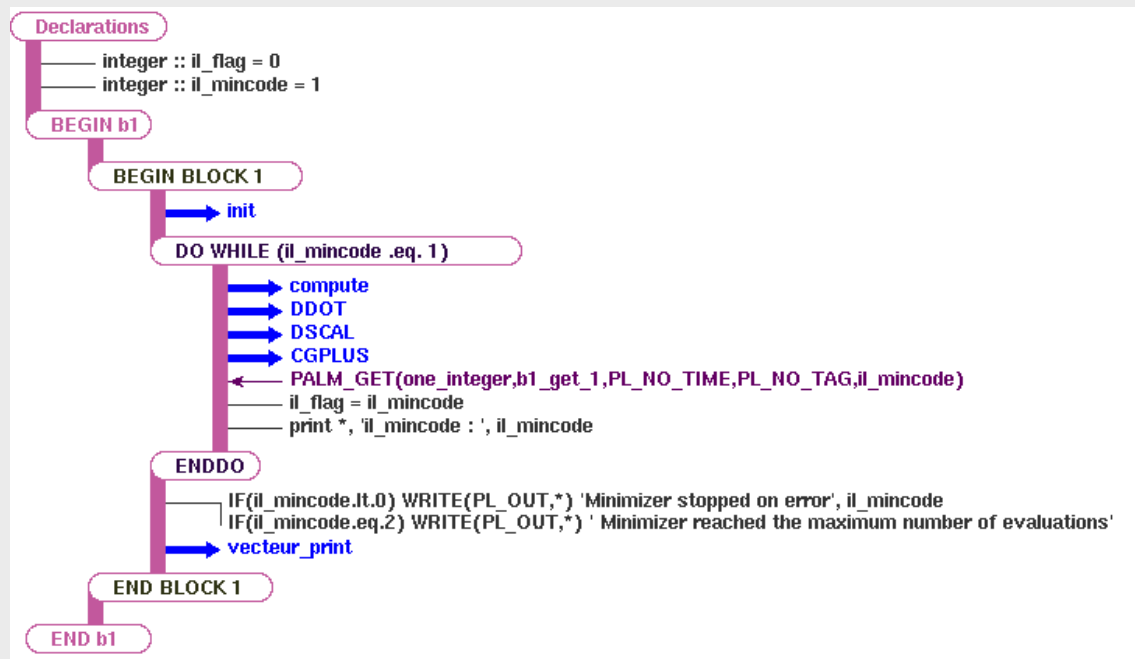 Declarations
integer :: il_flag = 0
integer :: il_mincode = 1
BEGIN b1
BEGIN BLOCK 1
init
DO WHILE (il_mincode .eq. 1)
compute
DDOT
DSCAL
CGPLUS
PALM_GET(one_integer,b1_get_1,PL_NO_TIME,PL_NO_TAG,il_mincode)
il_flag = il_mincode
print *, 'il_mincode : ', il_mincode
ENDDO
IF(il_mincode.lt.0) WRITE(PL_OUT,*) 'Minimizer stopped on error', il_mincode
IF(il_mincode.eq.2) WRITE(PL_OUT,*) ' Minimizer reached the maximum number of evaluations'
vecteur_print
END BLOCK 1
END b1